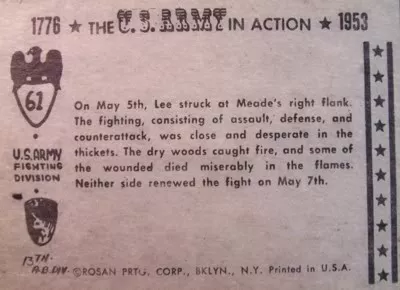 1776 ★ THE U.S. ARMY IN ACTION ★ 1953
61
On May 5th, Lee struck at Meade's right flank.
The fighting, consisting of assault, defense, and
counterattack, was close and desperate in the
thickets. The dry woods caught fire, and some of
the wounded died miserably in the flames.
Neither side renewed the fight on May 7th.
U.S. ARMY
FIGHTING
DIVISION
13TH
A.B. DIV.
©ROSAN PRTG. CORP., BKLYN., N.Y. Printed in U.S.A.